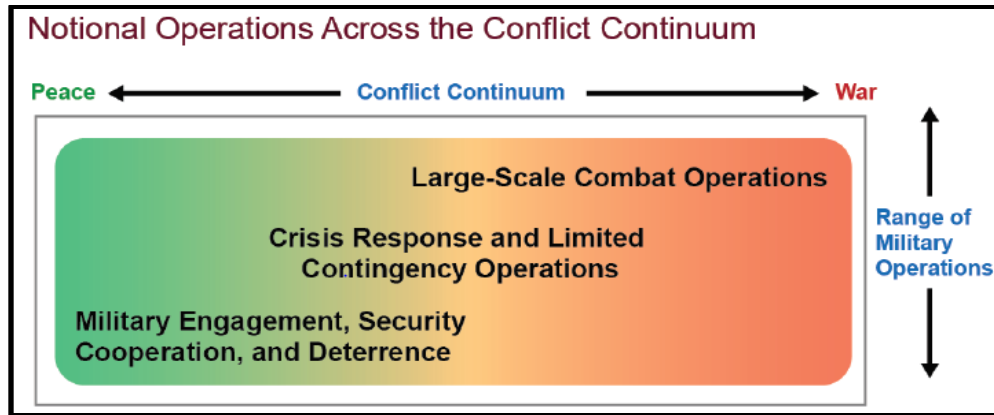 Notional Operations Across the Conflict Continuum
Peace
Conflict Continuum
War
Large-Scale Combat Operations
Crisis Response and Limited
Contingency Operations
Military Engagement, Security
Cooperation, and Deterrence
Range of
Military
Operations